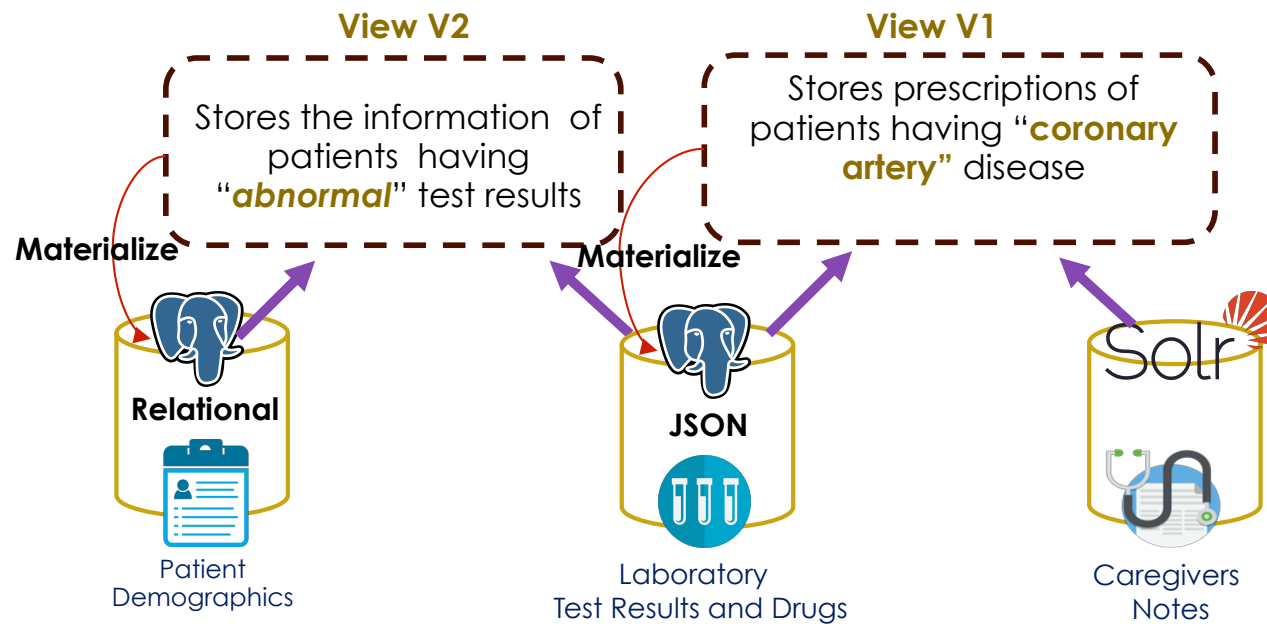 View V2
Stores the information of
patients having
“abnormal” test results
Materialize
View V1
Stores prescriptions of
patients having “coronary
artery” disease
Materialize
Relational
Patient
Demographics
JSON
Laboratory
Test Results and Drugs
Solr
Caregivers
Notes